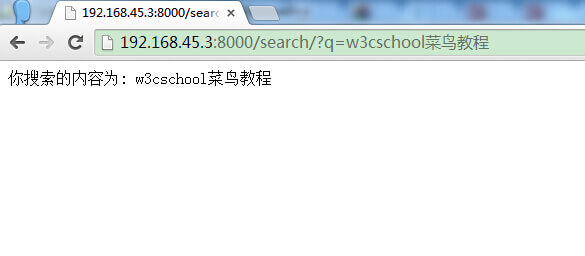 192.168.45.3:8000/sear
192.168.45.3:8000/search/?q=w3cschool菜鸟教程
你搜索的内容为: w3cschool菜鸟教程